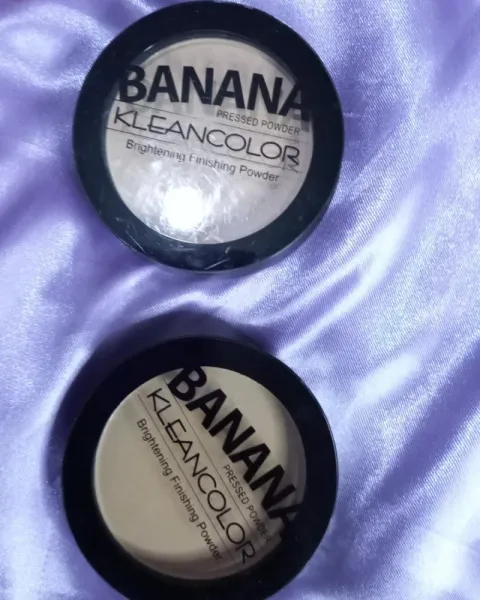 BANANA
PRESSED POWDER
KLEANCOLOR
Brightening Finishing Powder
BANANA
PRESSED POWDER
KLEANCOLOR
Brightening Finishing Powder